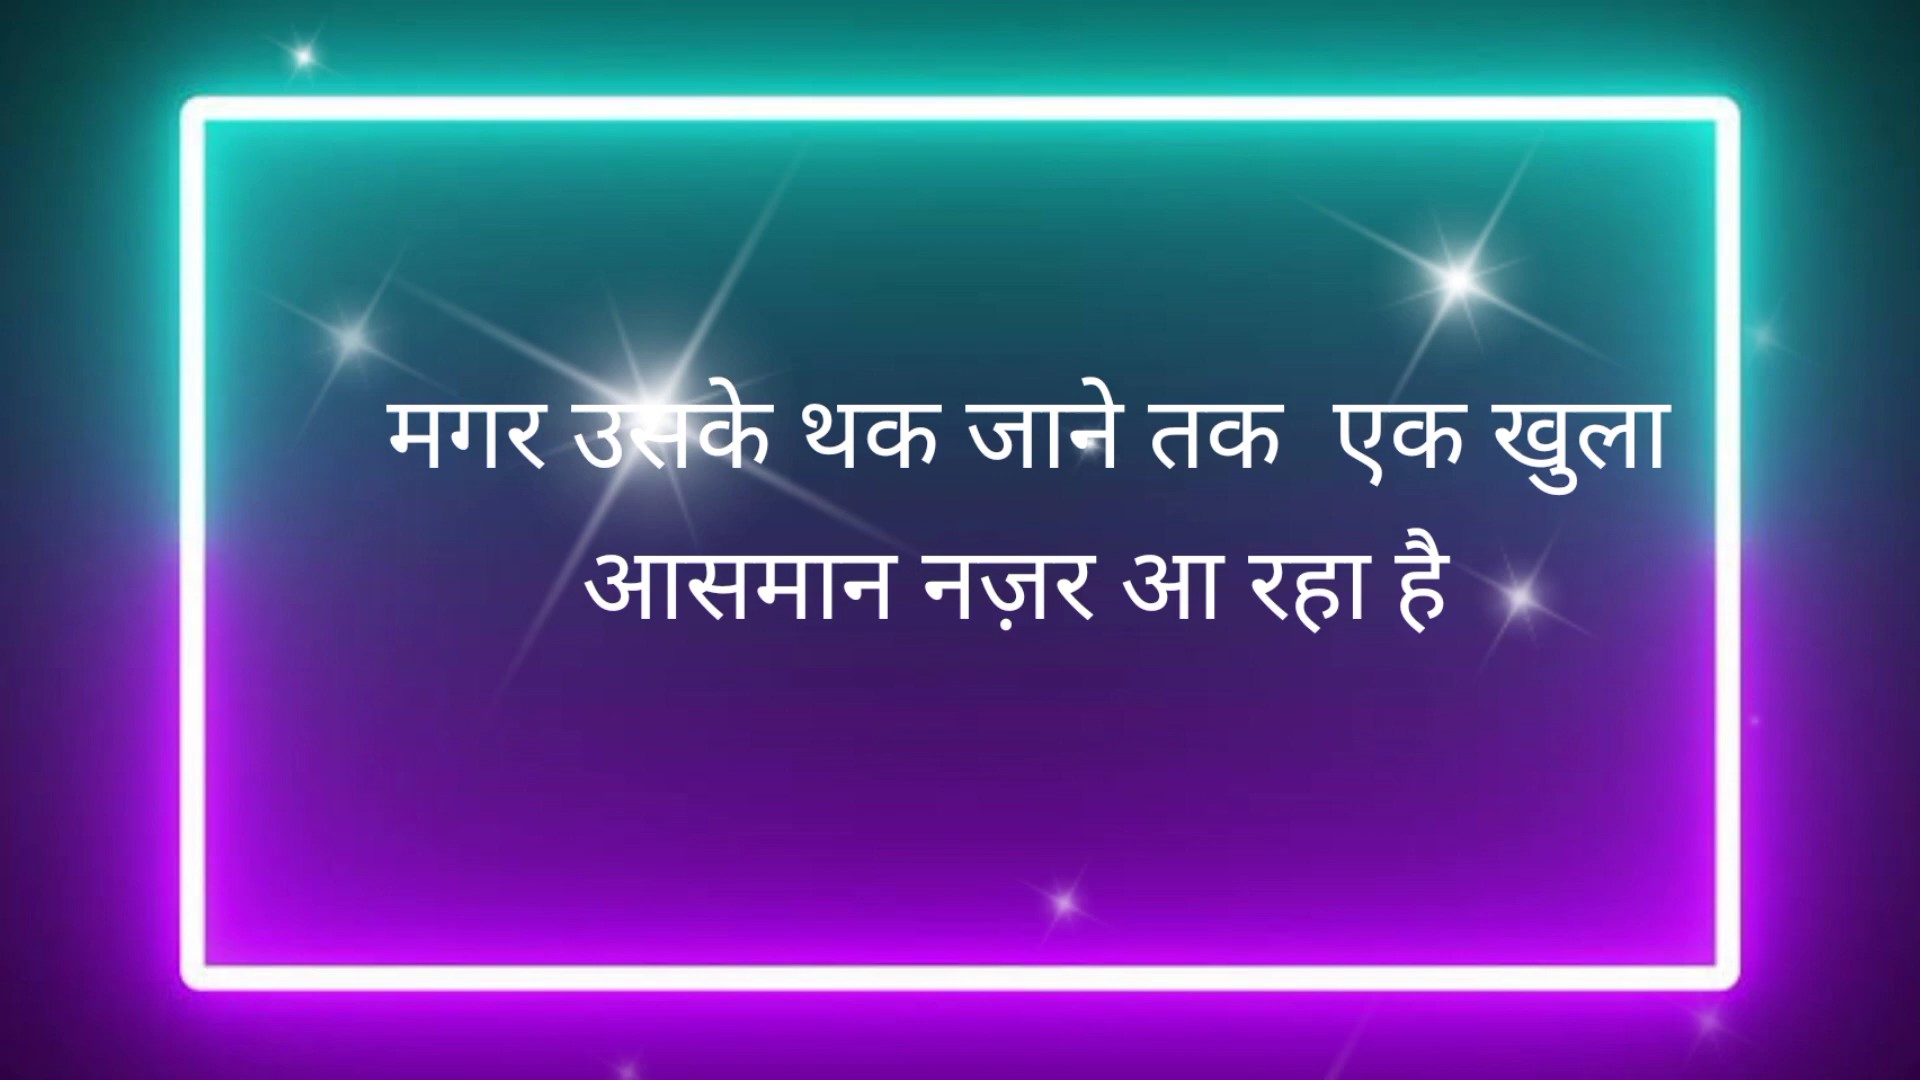 मगर उसके थक जाने तक  एक खुला
आसमान नज़र आ रहा है